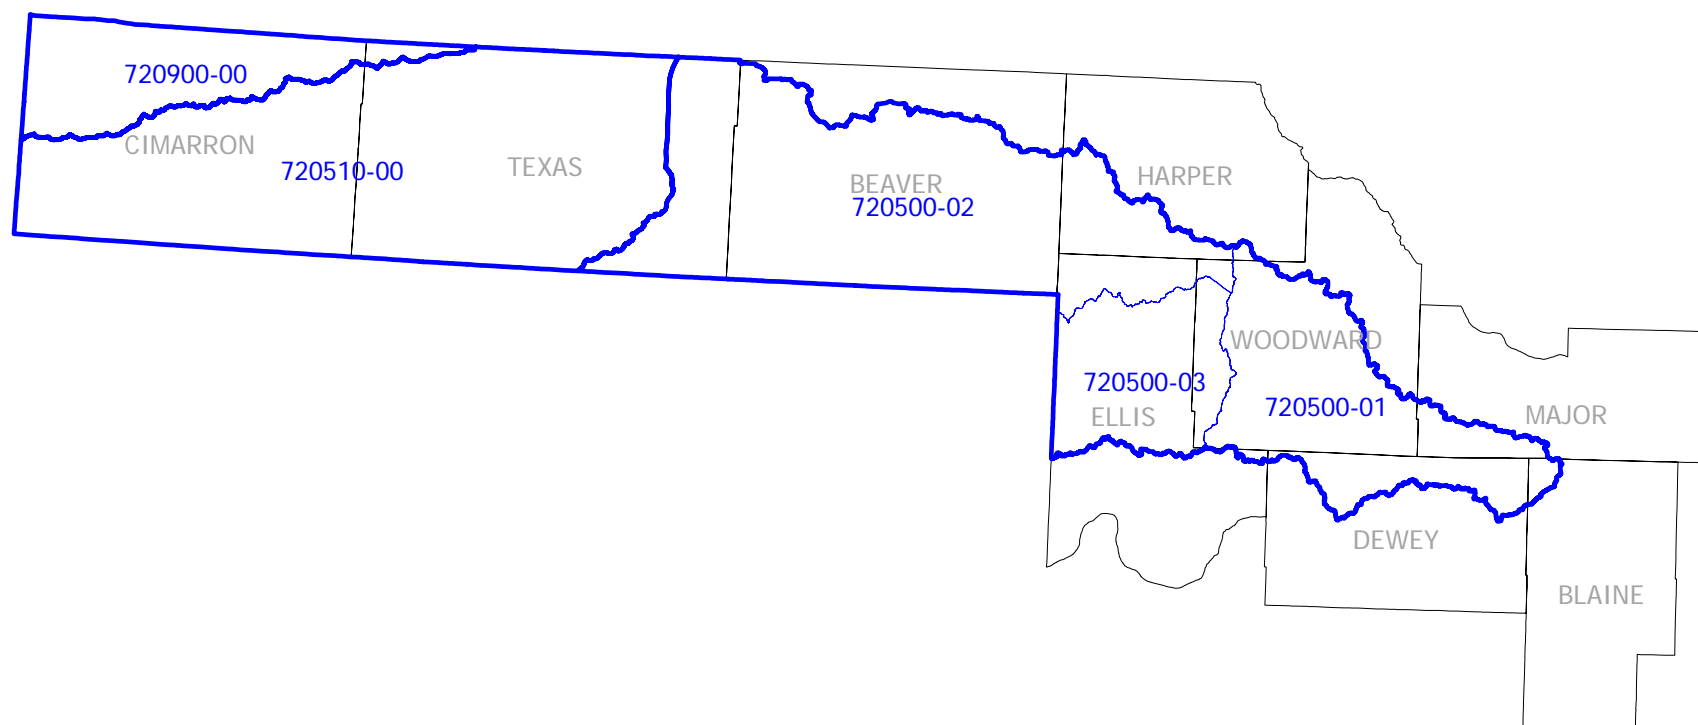 720900-00
CIMARRON
720510-00
TEXAS
BEAVER
720500-02
HARPER
WOODWARD
720500-03
720500-01
ELLIS
MAJOR
DEWEY
BLAINE